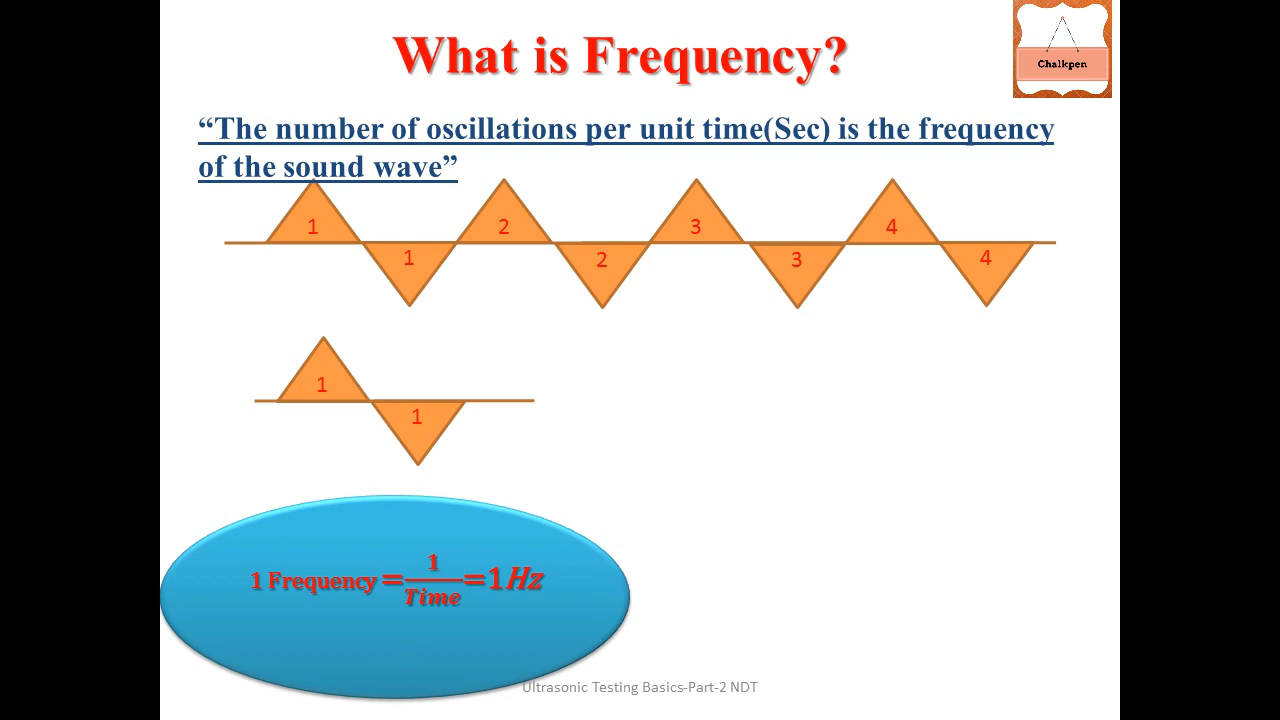 What is Frequency?
Chalkpen
“The number of oscillations per unit time(Sec) is the frequency
of the sound wave”
1 2 3 4
1 2 3 4
1
1
1 Frequency = 1/Time = 1Hz
Ultrasonic Testing Basics-Part-2 NDT